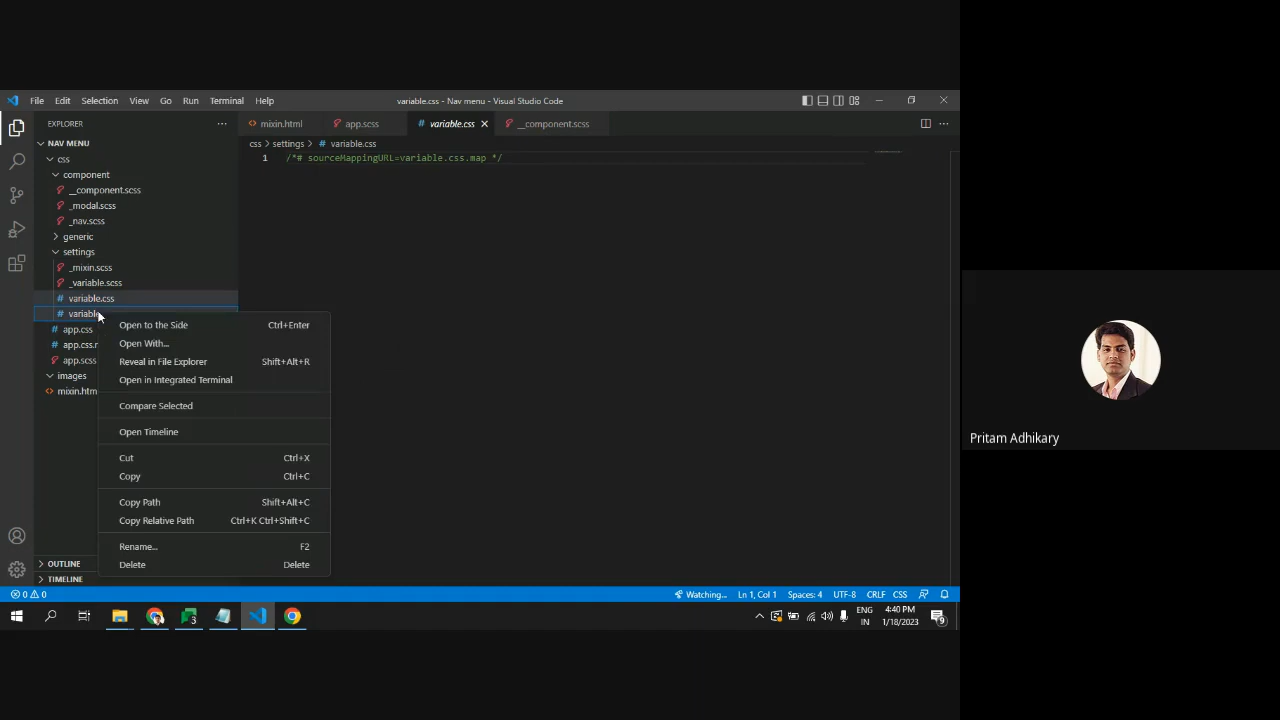 File Edit Selection View Go Run Terminal Help
variable.css - Nav menu - Visual Studio Code
EXPLORER
mixin.html
app.scss
variable.css
__component.scss
NAV MENU
css > settings > # variable.css
css
1 /*# sourceMappingURL=variable.css.map */
component
__component.scss
_modal.scss
_nav.scss
generic
settings
_mixin.scss
_variable.scss
# variable.css
# variable
# app.css
# app.css.r
app.scss
images
mixin.htm
Open to the Side Ctrl+Enter
Open With...
Reveal in File Explorer Shift+Alt+R
Open in Integrated Terminal
Compare Selected
Open Timeline
Cut Ctrl+X
Copy Ctrl+C
Copy Path Shift+Alt+C
Copy Relative Path Ctrl+K Ctrl+Shift+C
Rename... F2
Delete Delete
OUTLINE
TIMELINE
0 0
Watching... Ln 1, Col 1 Spaces: 4 UTF-8 CRLF CSS
ENG
IN
4:40 PM
1/18/2023
9
Pritam Adhikary